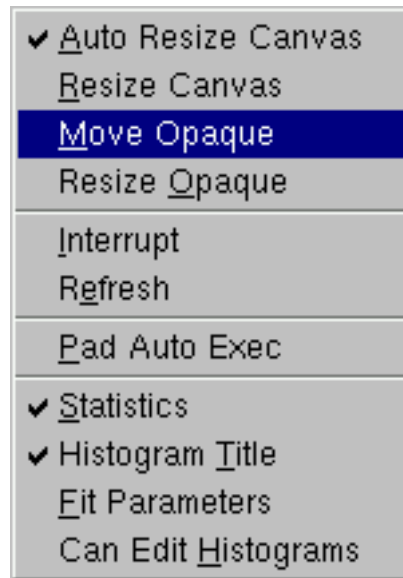 Auto Resize Canvas
Resize Canvas
Move Opaque
Resize Opaque
Interrupt
Refresh
Pad Auto Exec
Statistics
Histogram Title
Fit Parameters
Can Edit Histograms